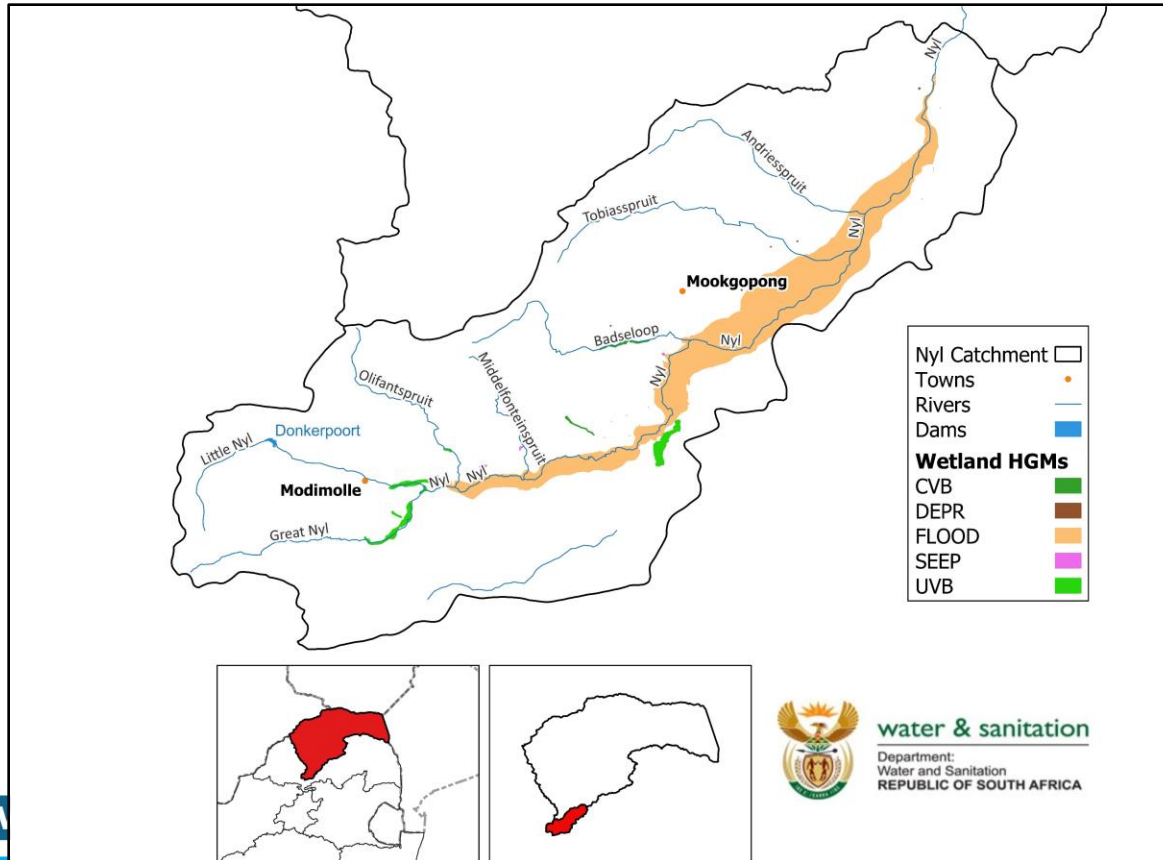 Nyl
Andriesspruit
Tobiasspruit
Nyl
Mookgopong
Badseloop
Nyl
Nyl
Middelfonteinspruit
Olifantspruit
Donkerpoort
Little Nyl
Nyl
Nyl
Modimolle
Great Nyl
Nyl Catchment
Towns
Rivers
Dams
Wetland HGMs
CVB
DEPR
FLOOD
SEEP
UVB
water & sanitation
Department:
Water and Sanitation
REPUBLIC OF SOUTH AFRICA